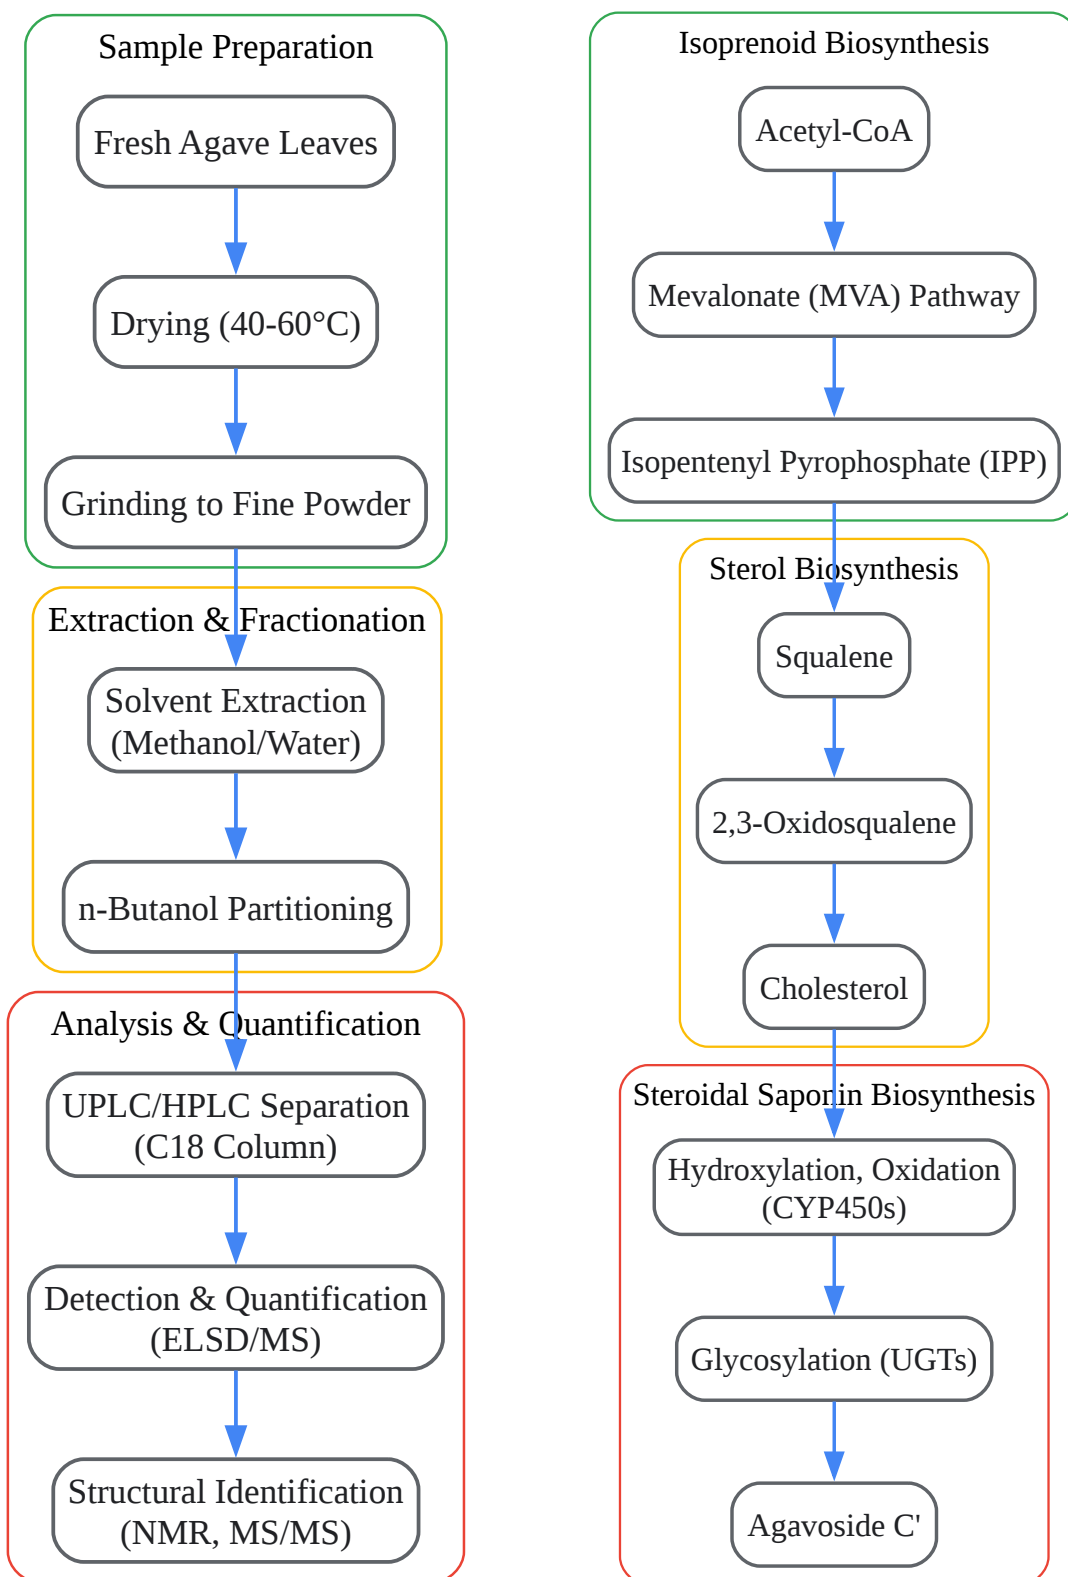 Sample Preparation
Fresh Agave Leaves
Drying (40-60°C)
Grinding to Fine Powder
Extraction & Fractionation
Solvent Extraction
(Methanol/Water)
n-Butanol Partitioning
Analysis & Quantification
UPLC/HPLC Separation
(C18 Column)
Detection & Quantification
(ELSD/MS)
Structural Identification
(NMR, MS/MS)
Isoprenoid Biosynthesis
Acetyl-CoA
Mevalonate (MVA) Pathway
Isopentenyl Pyrophosphate (IPP)
Sterol Biosynthesis
Squalene
2,3-Oxidosqualene
Cholesterol
Steroidal Saponin Biosynthesis
Hydroxylation, Oxidation
(CYP450s)
Glycosylation (UGTs)
Agavoside C'